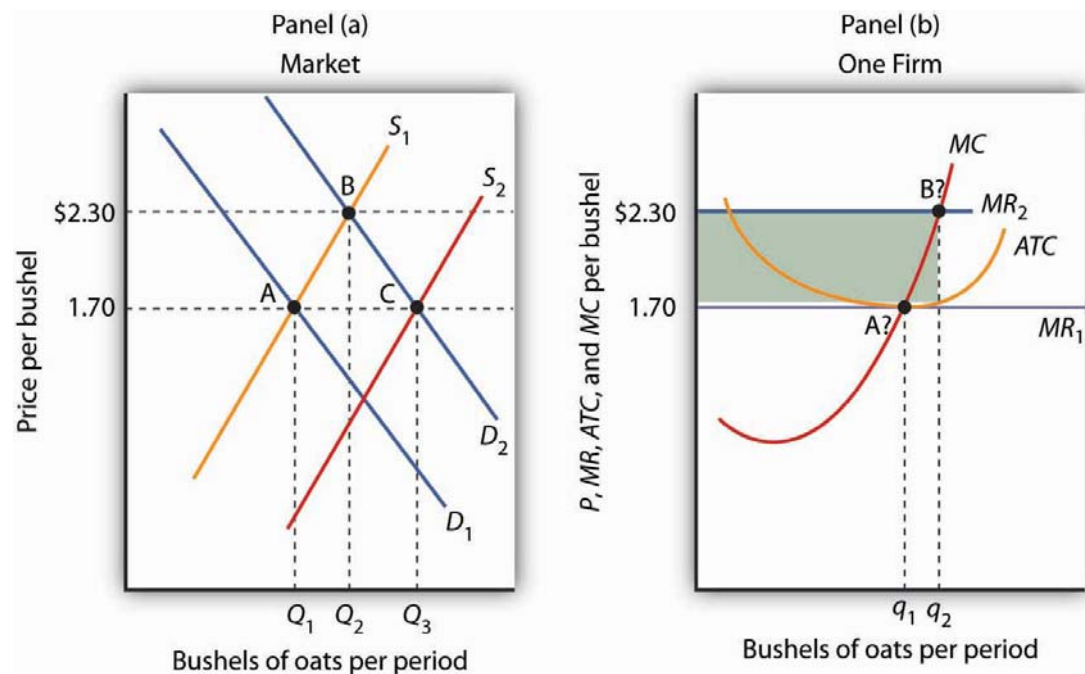 Panel (a)
Market
Price per bushel
$2.30
1.70
A
B
C
S1
S2
D2
D1
Q1 Q2 Q3
Bushels of oats per period
Panel (b)
One Firm
P, MR, ATC, and MC per bushel
$2.30
1.70
MC
B?
MR2
ATC
A?
MR1
q1 q2
Bushels of oats per period